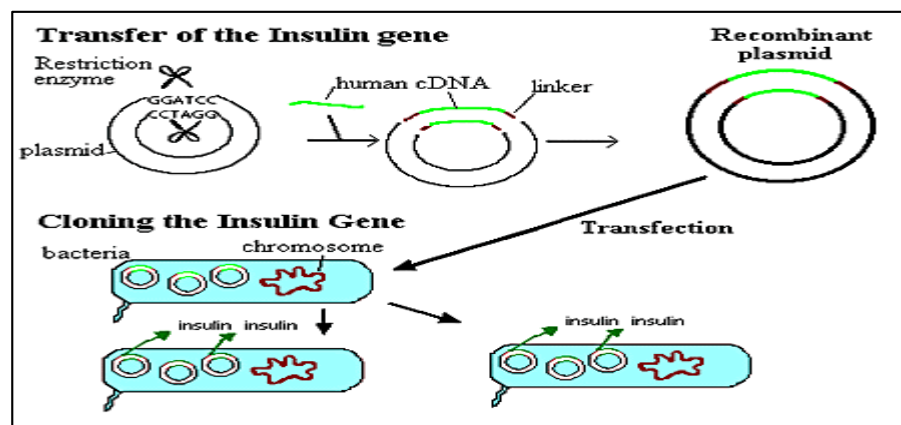 Transfer of the Insulin gene
Restriction
enzyme
GGATCC
CCTAGG
plasmid
human cDNA
linker
Recombinant
plasmid
Transfection
Cloning the Insulin Gene
bacteria
chromosome
insulin insulin
insulin insulin